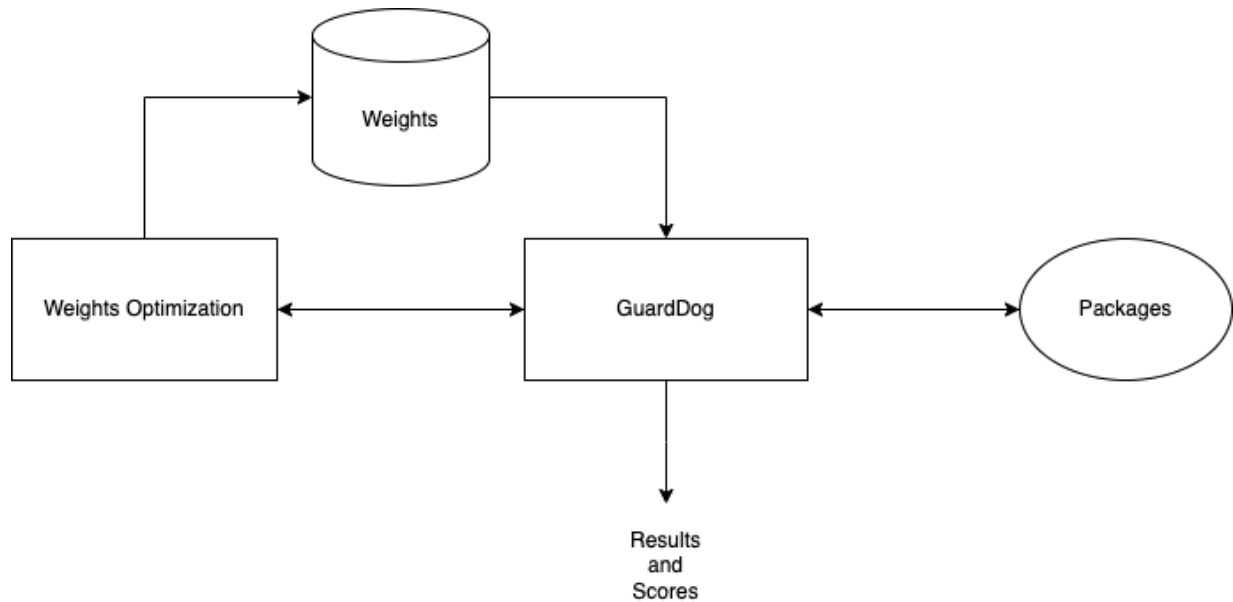 Weights
Weights Optimization
GuardDog
Packages
Results
and
Scores